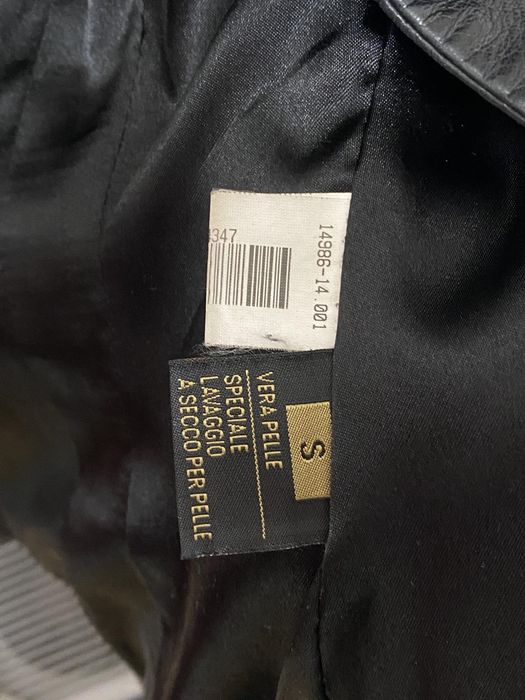 14986-14.001
347
S
VERA PELLE
SPECIALE
LAVAGGIO
A SECCO PER PELLE